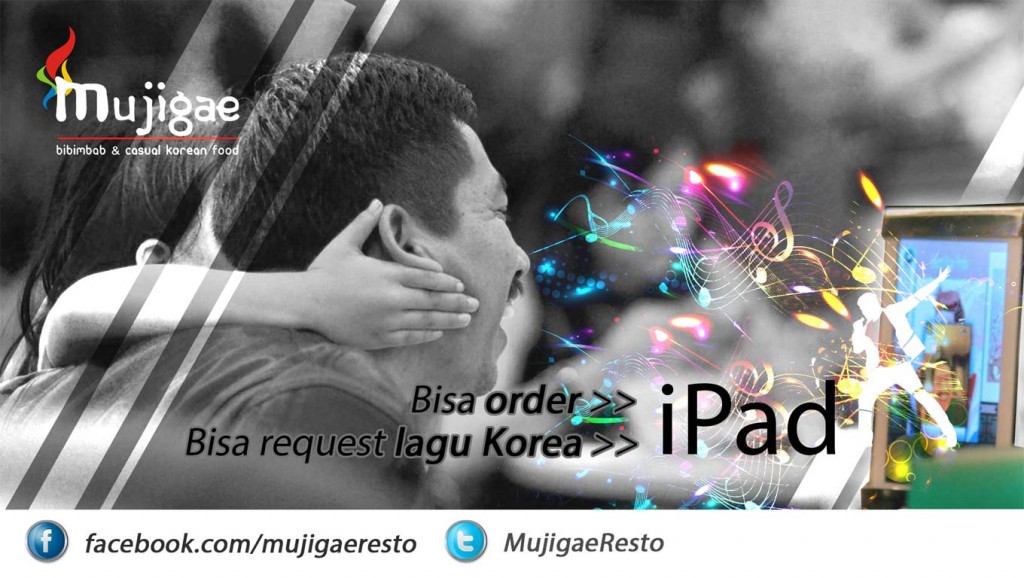 mujigae
bibimbab & casual korean food
Bisa order >>
Bisa request lagu Korea >>
iPad
facebook.com/mujigaeresto
MujigaeResto